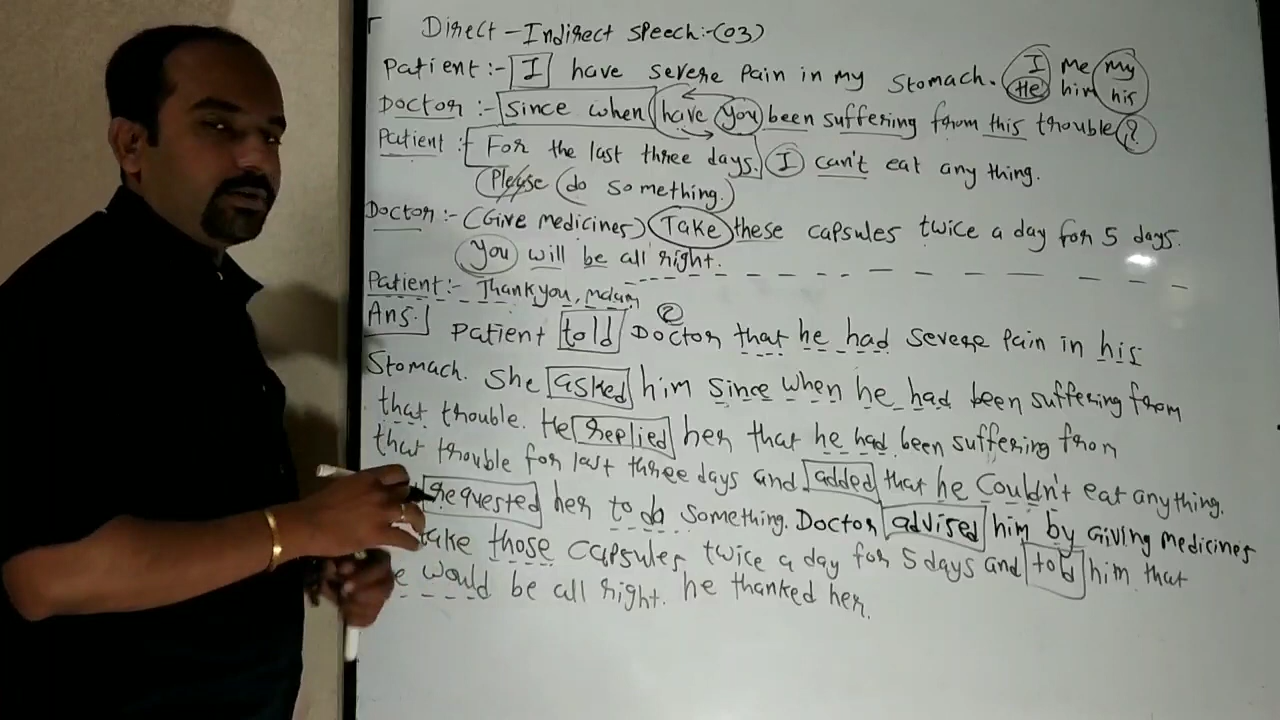 Direct - Indirect speech:-(03)
Patient :- I have severe pain in my stomach. I me my
He him his
Doctor :- since when have you been suffering from this trouble?
Patient :- For the last three days. I can't eat any thing.
Please do something.
Doctor :- (Give medicines) Take these capsules twice a day for 5 days.
You will be all right.
Patient:- Thank you, madam
Ans.
Patient told Doctor that he had severe pain in his
stomach. She asked him since when he had been suffering from
that trouble. He replied her that he had been suffering from
that trouble for last three days and added that he couldn't eat anything.
requested her to do something. Doctor advised him by giving medicines
take those capsules twice a day for 5 days and told him that
would be all right. he thanked her.